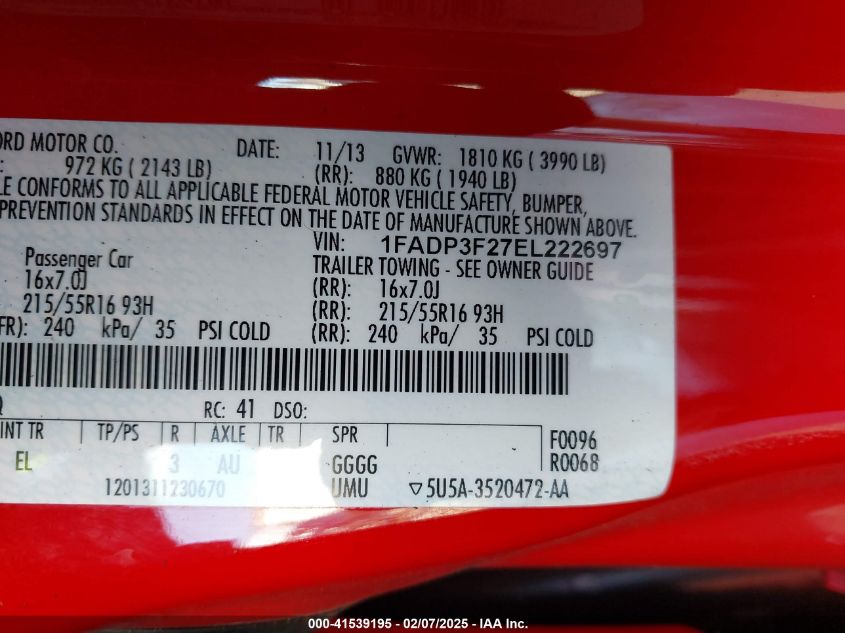 ORD MOTOR CO. DATE: 11/13 GVWR: 1810 KG ( 3990 LB)
: 972 KG ( 2143 LB) (RR): 880 KG ( 1940 LB)
LE CONFORMS TO ALL APPLICABLE FEDERAL MOTOR VEHICLE SAFETY, BUMPER,
PREVENTION STANDARDS IN EFFECT ON THE DATE OF MANUFACTURE SHOWN ABOVE.
VIN: 1FADP3F27EL222697
Passenger Car TRAILER TOWING - SEE OWNER GUIDE
16x7.0J (RR): 16x7.0J
215/55R16 93H (RR): 215/55R16 93H
FR): 240 kPa/ 35 PSI COLD (RR): 240 kPa/ 35 PSI COLD
RC: 41 DSO:
INT TR TP/PS R AXLE TR SPR F0096
EL 3 AU GGGG R0068
1201311230670 UMU ▽5U5A-3520472-AA
000-41539195 - 02/07/2025 - IAA Inc.